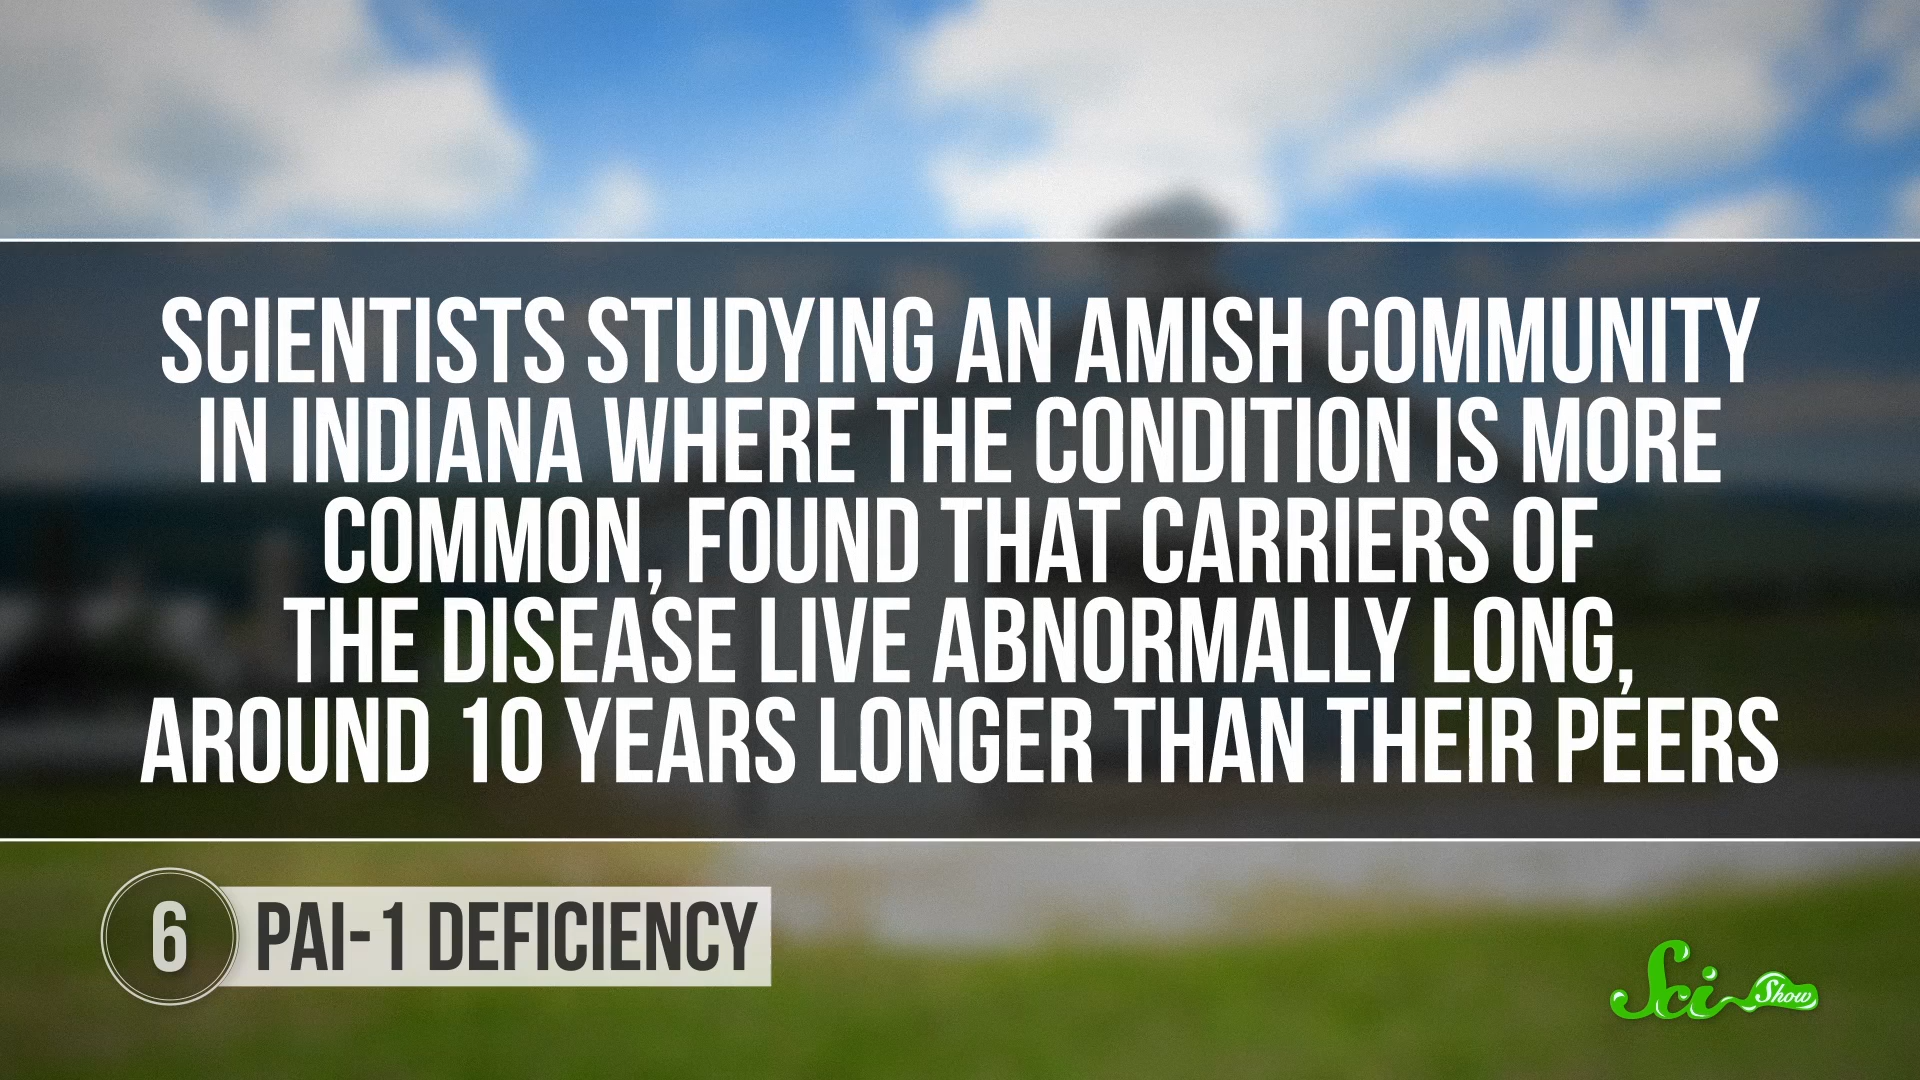 SCIENTISTS STUDYING AN AMISH COMMUNITY
IN INDIANA WHERE THE CONDITION IS MORE
COMMON, FOUND THAT CARRIERS OF
THE DISEASE LIVE ABNORMALLY LONG,
AROUND 10 YEARS LONGER THAN THEIR PEERS
6 PAI-1 DEFICIENCY
Sci Show